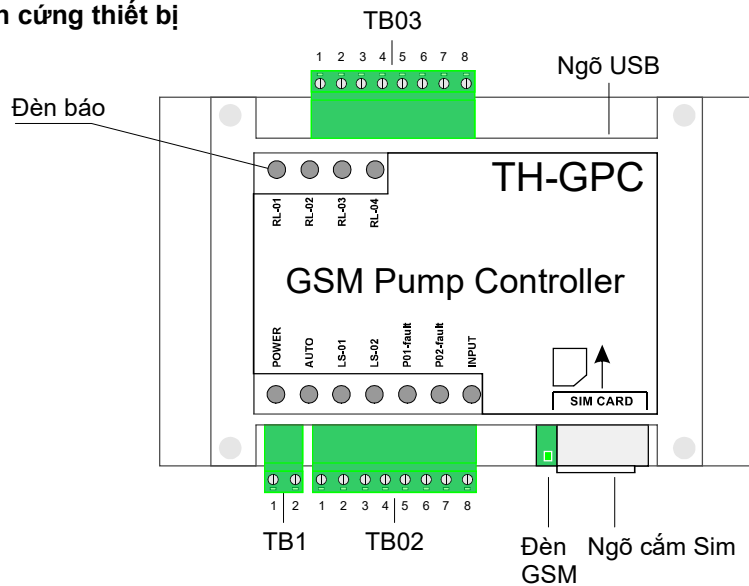 n cứng thiết bị
TB03
1 2 3 4 5 6 7 8
Ngõ USB
Đèn báo
TH-GPC
RL-01
RL-02
RL-03
RL-04
GSM Pump Controller
POWER
AUTO
LS-01
LS-02
P01-fault
P02-fault
INPUT
SIM CARD
1 2 1 2 3 4 5 6 7 8
TB1 TB02
Đèn GSM
Ngõ cắm Sim